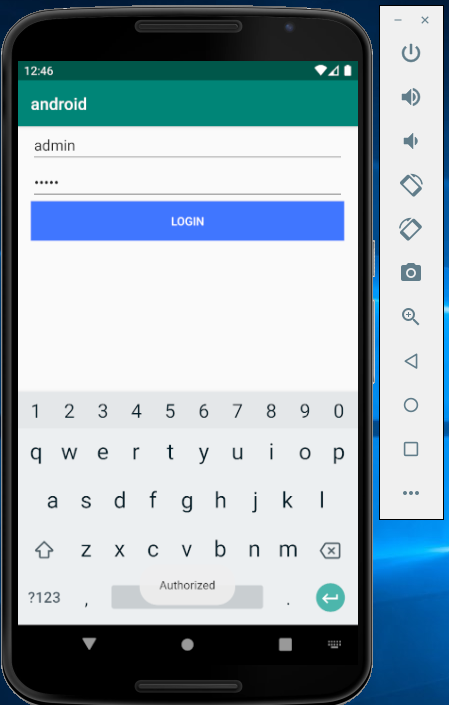 12:46
android
admin
•••••
LOGIN
1 2 3 4 5 6 7 8 9 0
q w e r t y u i o p
a s d f g h j k l
z x c v b n m
?123 , .
Authorized